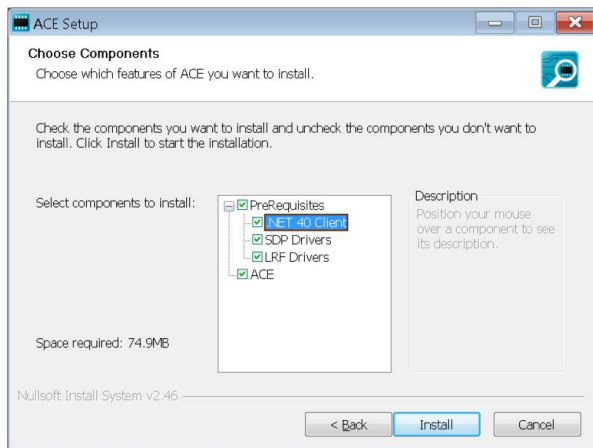 ACE Setup
Choose Components
Choose which features of ACE you want to install.
Check the components you want to install and uncheck the components you don't want to
install. Click Install to start the installation.
Select components to install:
PreRequisites
.NET 40 Client
SDP Drivers
LRF Drivers
ACE
Description
Position your mouse
over a component to see
its description.
Space required: 74.9MB
Nullsoft Install System v2.46
< Back
Install
Cancel